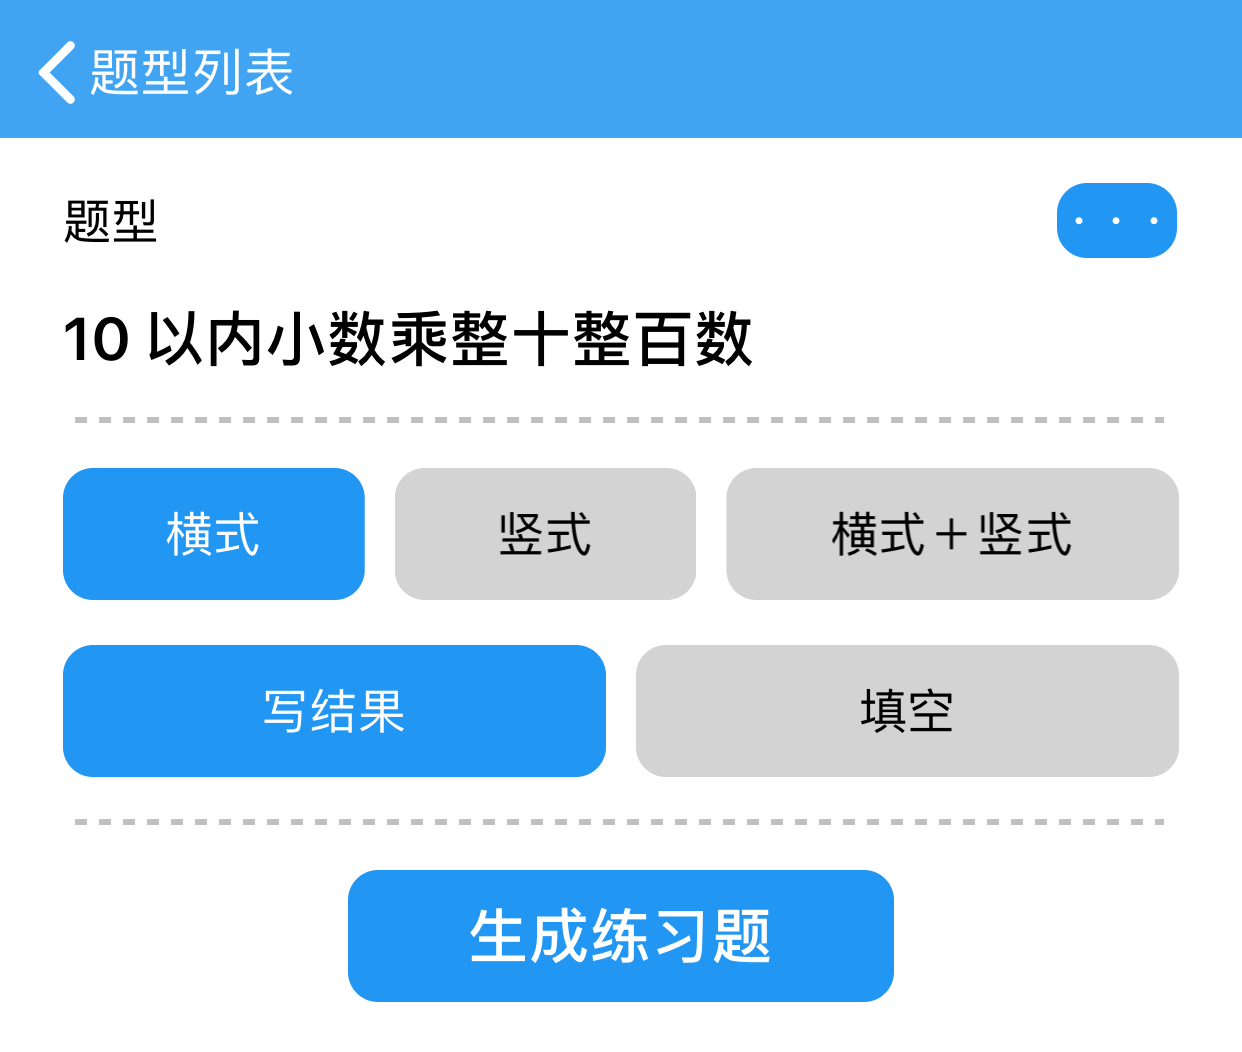 题型列表
题型
10 以内小数乘整十整百数
横式 竖式 横式＋竖式
写结果 填空
生成练习题